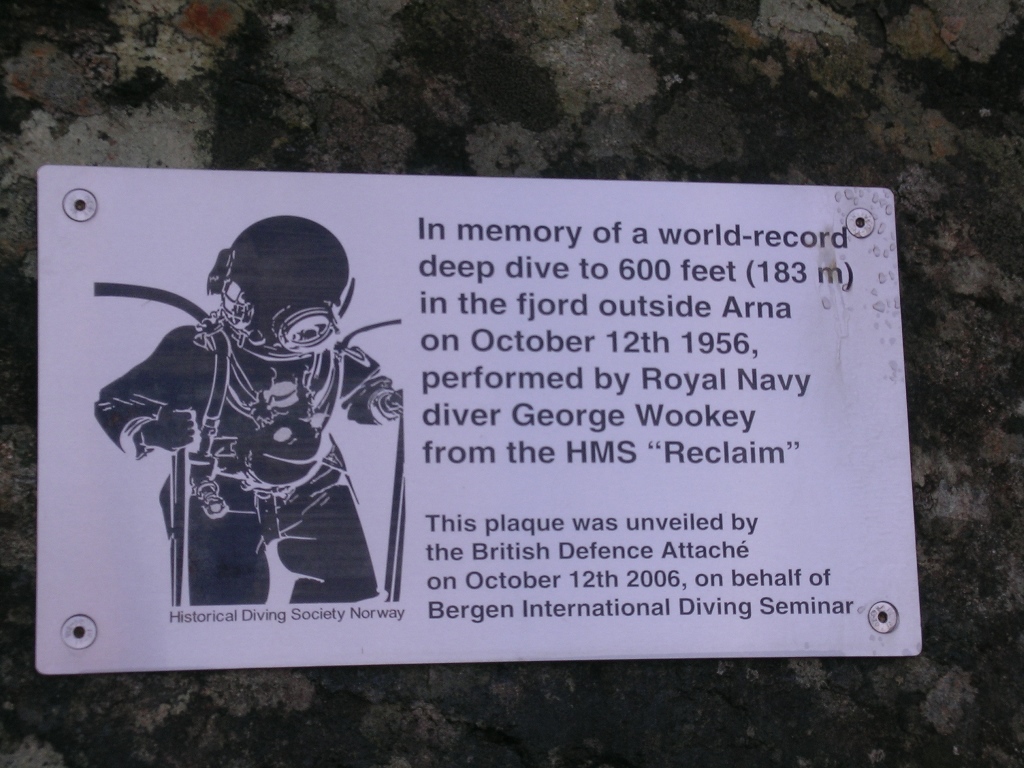 In memory of a world-record
deep dive to 600 feet (183 m)
in the fjord outside Arna
on October 12th 1956,
performed by Royal Navy
diver George Wookey
from the HMS “Reclaim”
This plaque was unveiled by
the British Defence Attaché
on October 12th 2006, on behalf of
Bergen International Diving Seminar
Historical Diving Society Norway